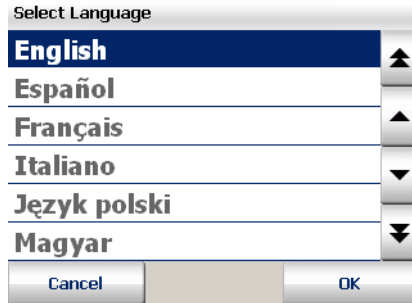 Select Language
English
Español
Français
Italiano
Język polski
Magyar
Cancel OK